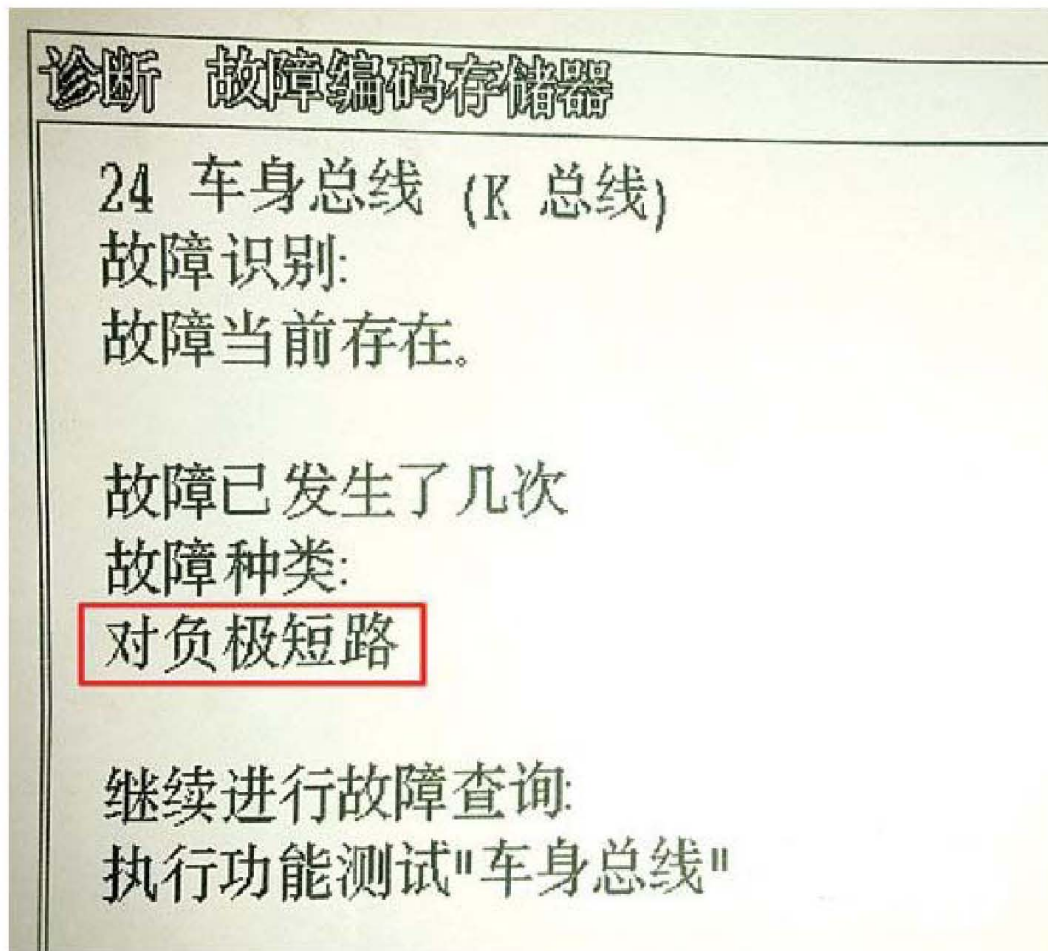 诊断 故障编码存储器
24 车身总线 (K 总线)
故障识别:
故障当前存在。
故障已发生了几次
故障种类:
对负极短路
继续进行故障查询:
执行功能测试"车身总线"